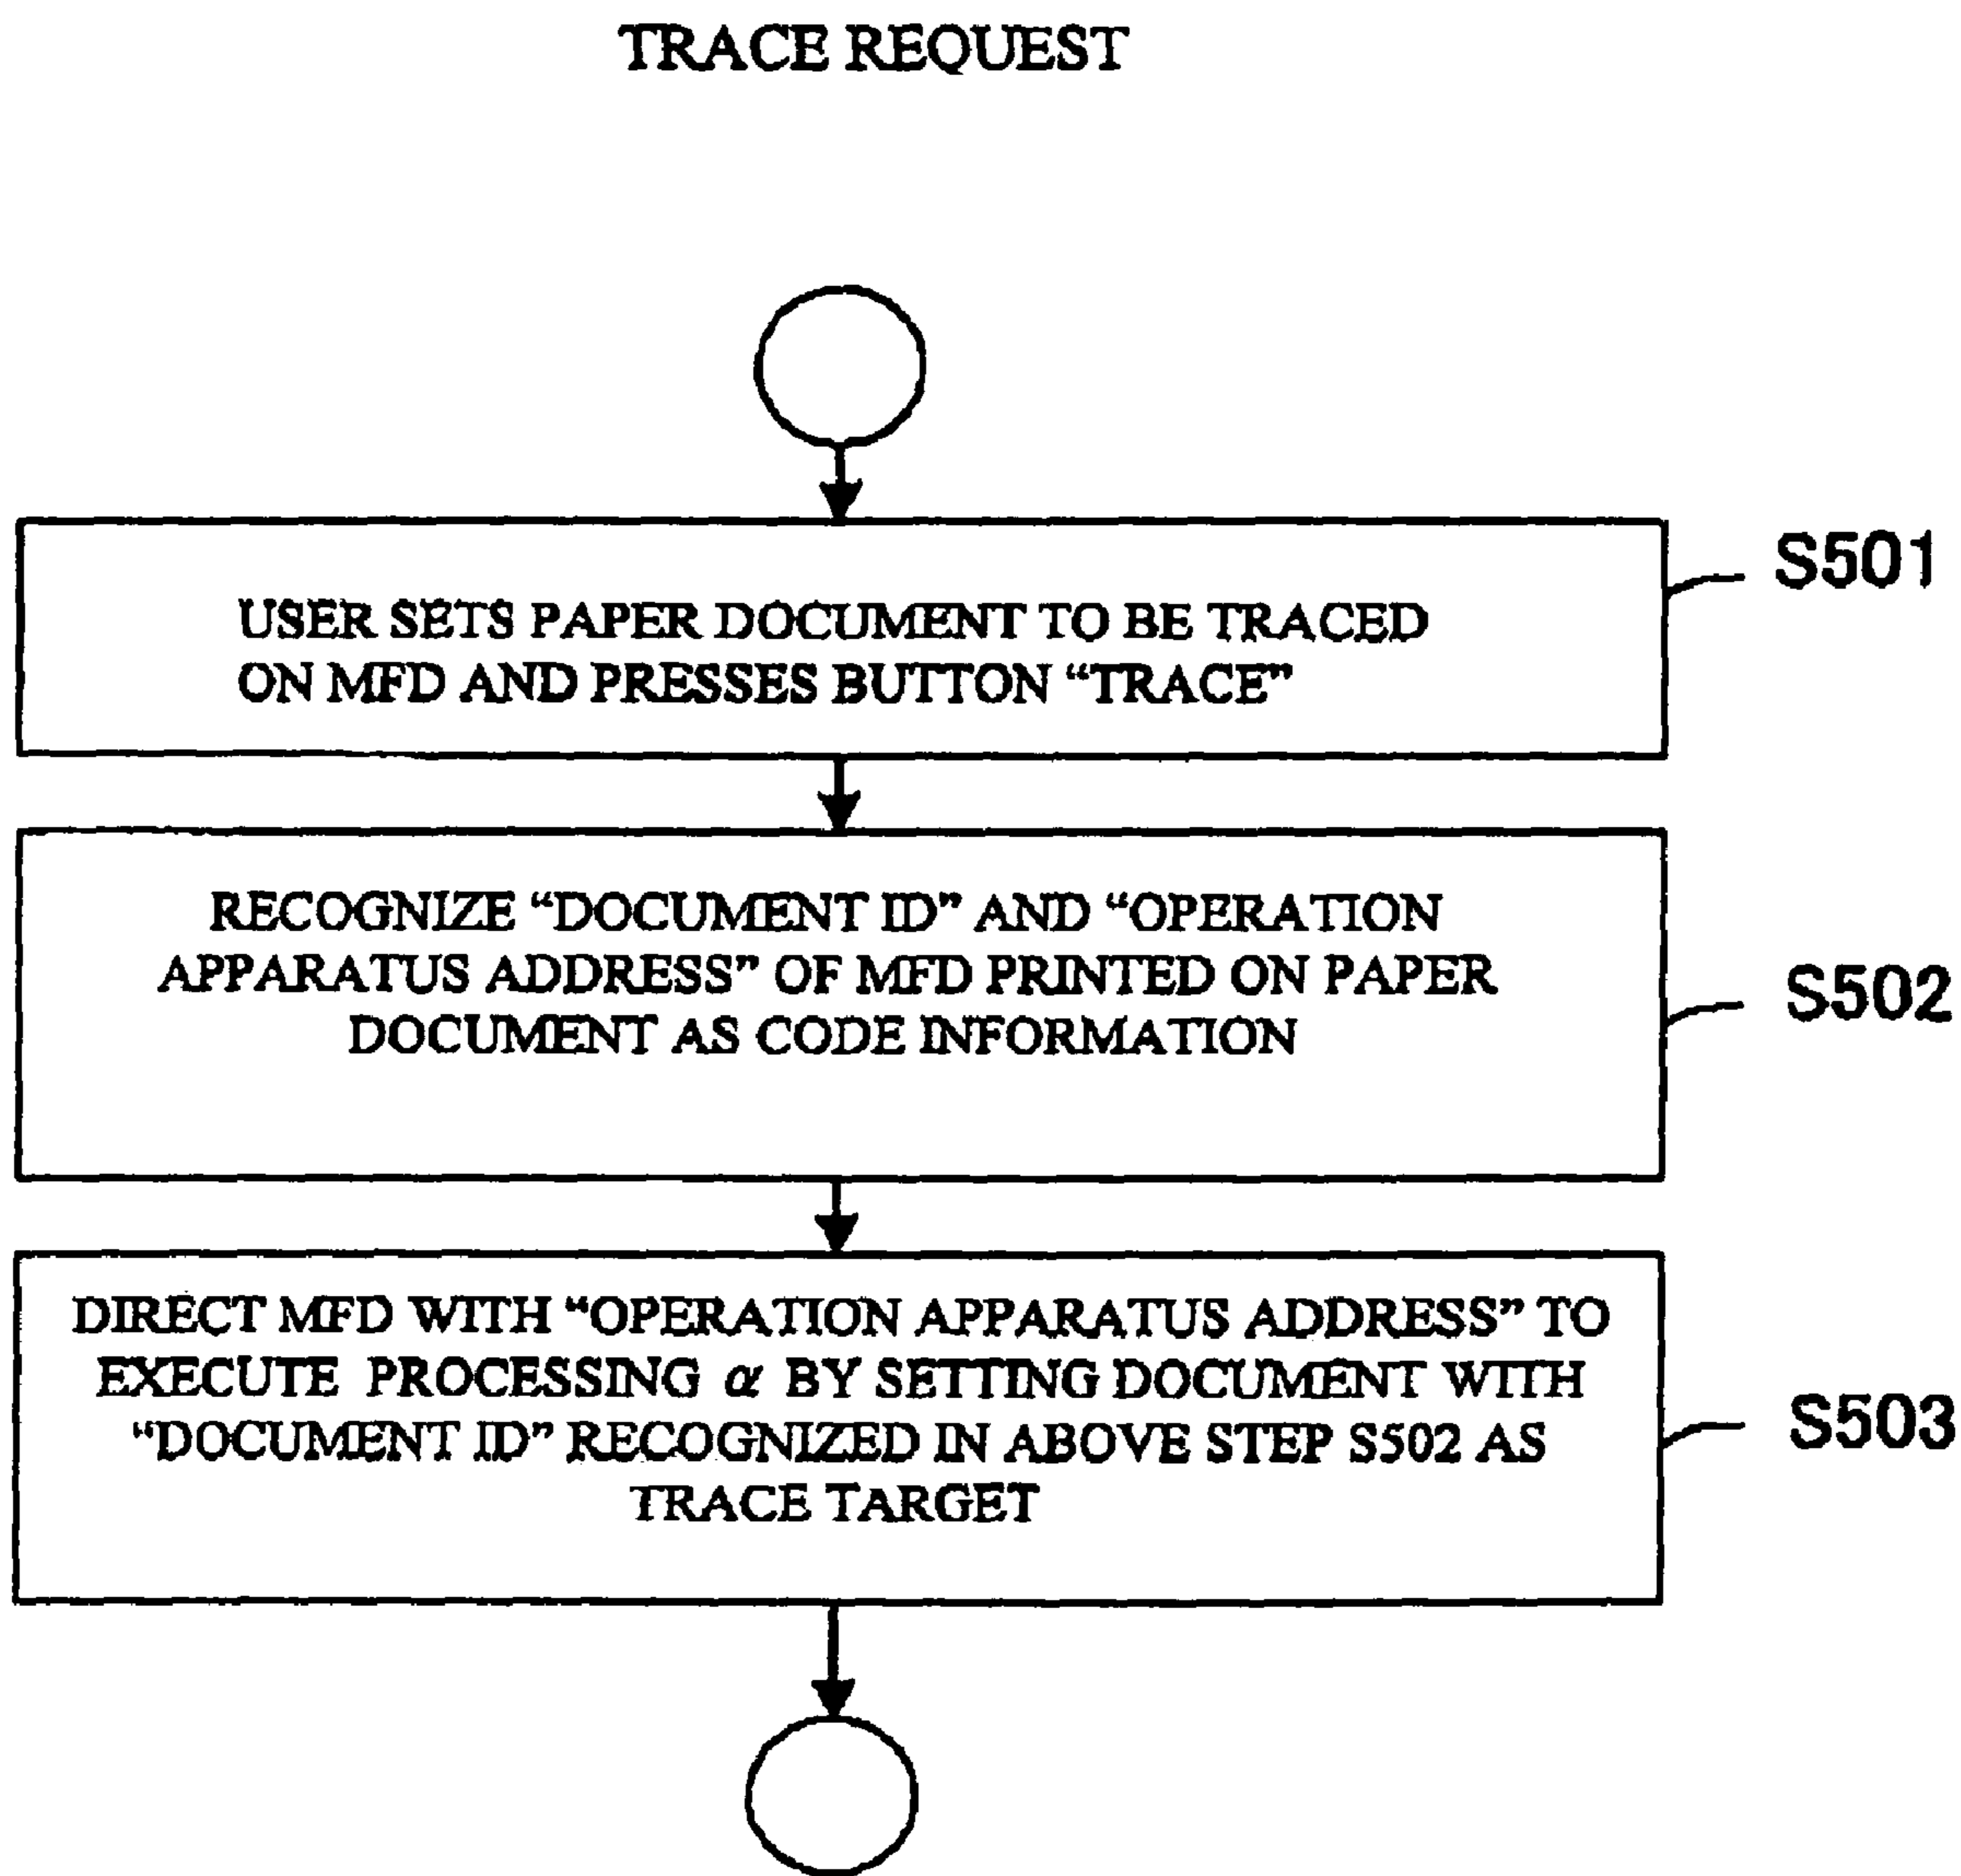 TRACE REQUEST
S501
USER SETS PAPER DOCUMENT TO BE TRACED
ON MFD AND PRESSES BUTTON “TRACE”
RECOGNIZE “DOCUMENT ID” AND “OPERATION
APPARATUS ADDRESS” OF MFD PRINTED ON PAPER
DOCUMENT AS CODE INFORMATION
S502
DIRECT MFD WITH “OPERATION APPARATUS ADDRESS” TO
EXECUTE PROCESSING α BY SETTING DOCUMENT WITH
“DOCUMENT ID” RECOGNIZED IN ABOVE STEP S502 AS
TRACE TARGET
S503